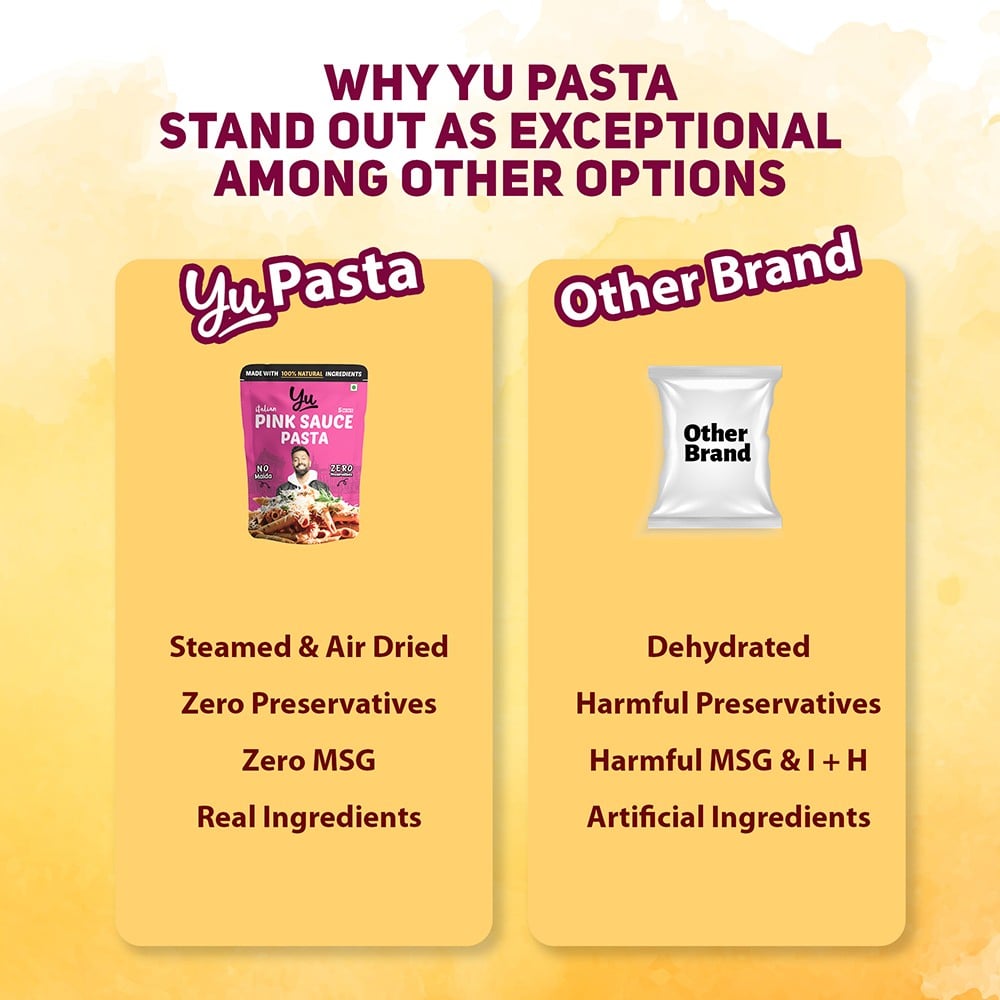 WHY YU PASTA
STAND OUT AS EXCEPTIONAL
AMONG OTHER OPTIONS
Yu Pasta
Other Brand
MADE WITH 100% NATURAL INGREDIENTS
Yu
italian
PINK SAUCE
PASTA
NO
Maida
ZERO
Other
Brand
Steamed & Air Dried
Zero Preservatives
Zero MSG
Real Ingredients
Dehydrated
Harmful Preservatives
Harmful MSG & I + H
Artificial Ingredients